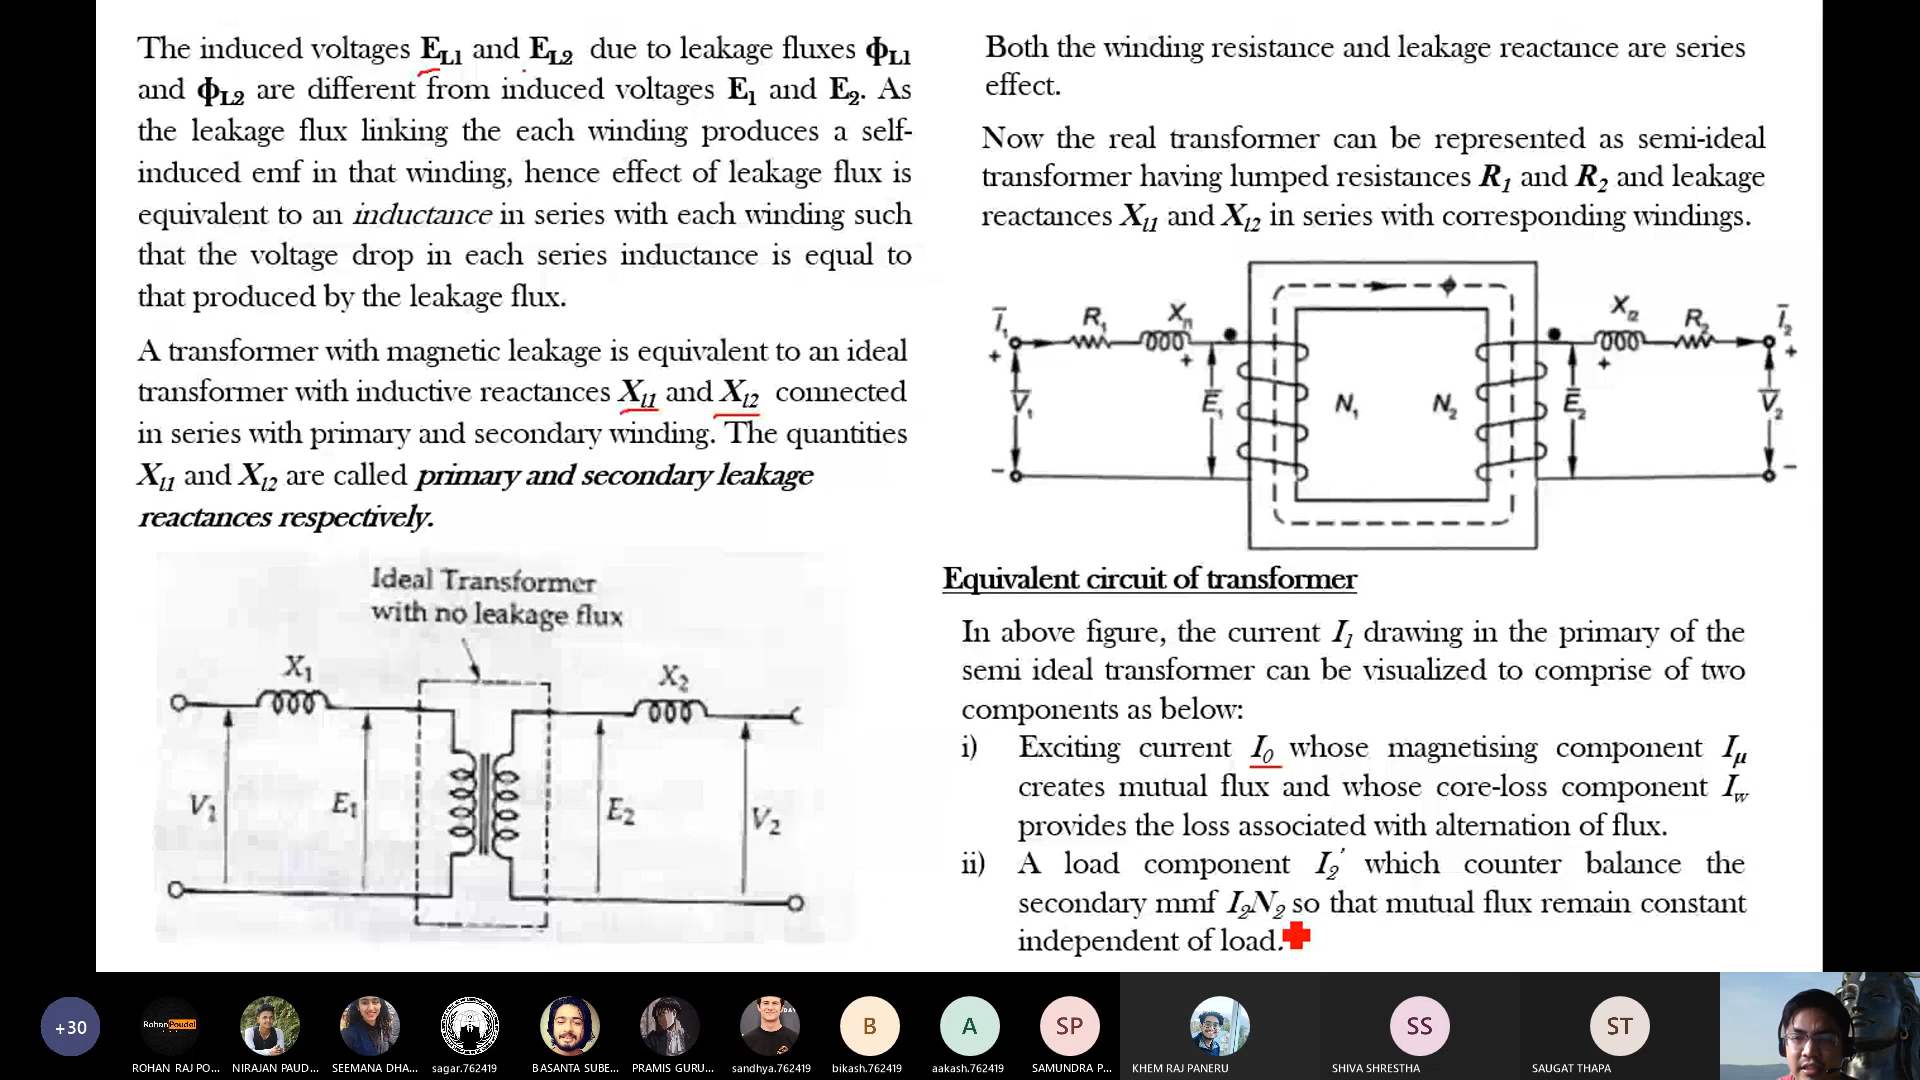 The induced voltages EL1 and EL2 due to leakage fluxes ϕL1
and ϕL2 are different from induced voltages E1 and E2. As
the leakage flux linking the each winding produces a self-
induced emf in that winding, hence effect of leakage flux is
equivalent to an inductance in series with each winding such
that the voltage drop in each series inductance is equal to
that produced by the leakage flux.
A transformer with magnetic leakage is equivalent to an ideal
transformer with inductive reactances Xl1 and Xl2 connected
in series with primary and secondary winding. The quantities
Xl1 and Xl2 are called primary and secondary leakage
reactances respectively.
Ideal Transformer
with no leakage flux
X1
X2
V1
E1
E2
V2
Both the winding resistance and leakage reactance are series
effect.
Now the real transformer can be represented as semi-ideal
transformer having lumped resistances R1 and R2 and leakage
reactances Xl1 and Xl2 in series with corresponding windings.
I̅1 R1 Xl1 Xl2 R2 I̅2
+ + + +
V̅1 E̅1 N1 N2 E̅2 V̅2
− −
Equivalent circuit of transformer
In above figure, the current I1 drawing in the primary of the
semi ideal transformer can be visualized to comprise of two
components as below:
i) Exciting current I0 whose magnetising component Iμ
creates mutual flux and whose core-loss component Iw
provides the loss associated with alternation of flux.
ii) A load component I2′ which counter balance the
secondary mmf I2N2 so that mutual flux remain constant
independent of load.
+30
RohanPoudel
B
A
SP
SS
ST
ROHAN RAJ PO...
NIRAJAN PAUD...
SEEMANA DHA...
sagar.762419
BASANTA SUBE...
PRAMIS GURU...
sandhya.762419
bikash.762419
aakash.762419
SAMUNDRA P...
KHEM RAJ PANERU
SHIVA SHRESTHA
SAUGAT THAPA